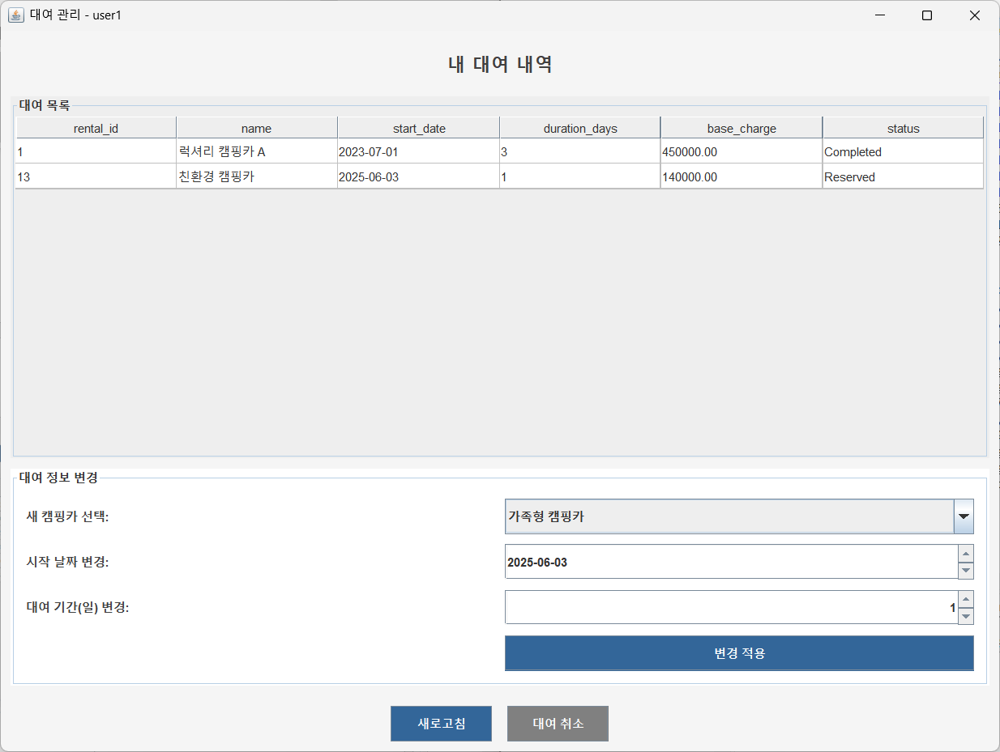 대여 관리 - user1
내 대여 내역
대여 목록
rental_id name start_date duration_days base_charge status
1 럭셔리 캠핑카 A 2023-07-01 3 450000.00 Completed
13 친환경 캠핑카 2025-06-03 1 140000.00 Reserved
대여 정보 변경
새 캠핑카 선택: 가족형 캠핑카
시작 날짜 변경: 2025-06-03
대여 기간(일) 변경: 1
변경 적용
새로고침 대여 취소